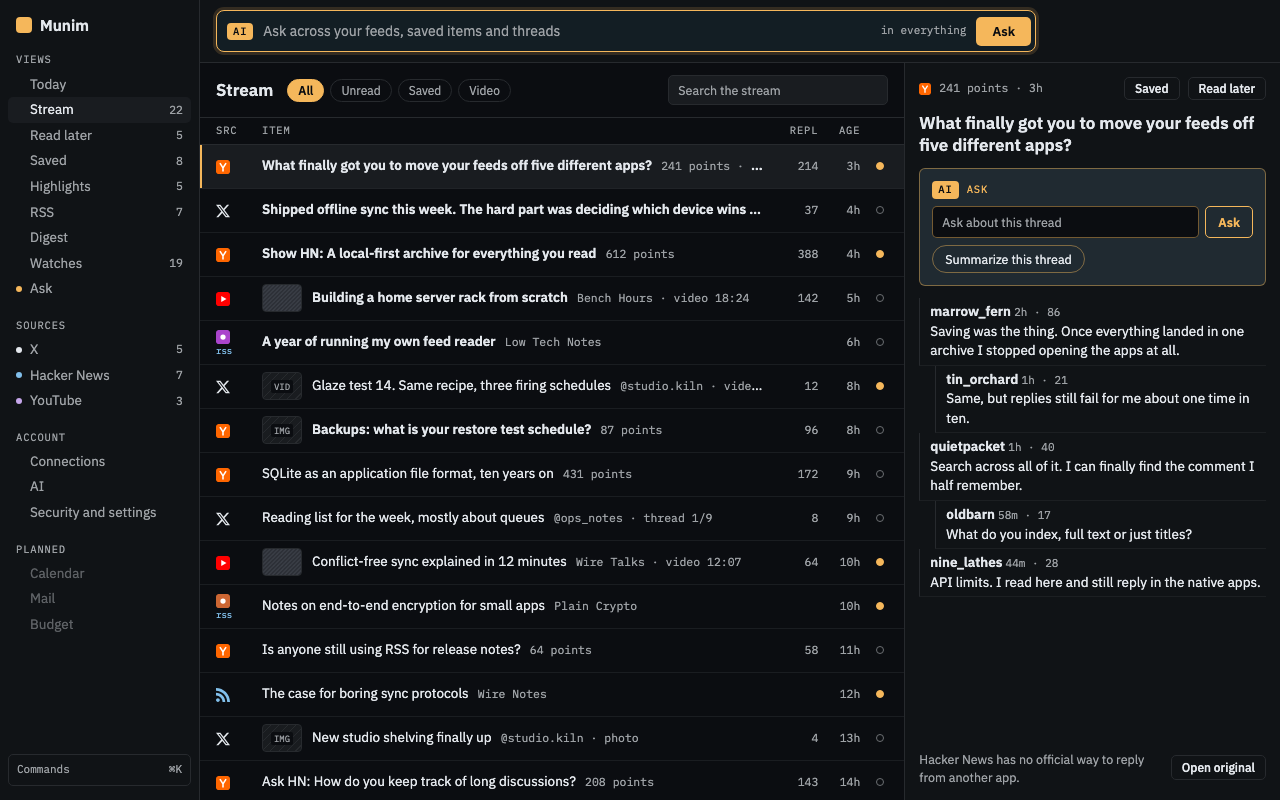 Munim
VIEWS
Today
Stream 22
Read later 5
Saved 8
Highlights 5
RSS 7
Digest
Watches 19
Ask
SOURCES
X 5
Hacker News 7
YouTube 3
ACCOUNT
Connections
AI
Security and settings
PLANNED
Calendar
Mail
Budget
Commands ⌘K
AI Ask across your feeds, saved items and threads in everything Ask
Stream All Unread Saved Video Search the stream
SRC ITEM REPL AGE
Y What finally got you to move your feeds off five different apps? 241 points · ... 214 3h
X Shipped offline sync this week. The hard part was deciding which device wins ... 37 4h
Y Show HN: A local-first archive for everything you read 612 points 388 4h
Building a home server rack from scratch Bench Hours · video 18:24 142 5h
RSS A year of running my own feed reader Low Tech Notes 6h
X VID Glaze test 14. Same recipe, three firing schedules @studio.kiln · vide... 12 8h
Y IMG Backups: what is your restore test schedule? 87 points 96 8h
Y SQLite as an application file format, ten years on 431 points 172 9h
X Reading list for the week, mostly about queues @ops_notes · thread 1/9 8 9h
Conflict-free sync explained in 12 minutes Wire Talks · video 12:07 64 10h
RSS Notes on end-to-end encryption for small apps Plain Crypto 10h
Y Is anyone still using RSS for release notes? 64 points 58 11h
The case for boring sync protocols Wire Notes 12h
X IMG New studio shelving finally up @studio.kiln · photo 4 13h
Y Ask HN: How do you keep track of long discussions? 208 points 143 14h
Y 241 points · 3h Saved Read later
What finally got you to move your feeds off
five different apps?
AI ASK
Ask about this thread Ask
Summarize this thread
marrow_fern 2h · 86
Saving was the thing. Once everything landed in one
archive I stopped opening the apps at all.
tin_orchard 1h · 21
Same, but replies still fail for me about one time in
ten.
quietpacket 1h · 40
Search across all of it. I can finally find the comment I
half remember.
oldbarn 58m · 17
What do you index, full text or just titles?
nine_lathes 44m · 28
API limits. I read here and still reply in the native apps.
Hacker News has no official way to reply
from another app.
Open original